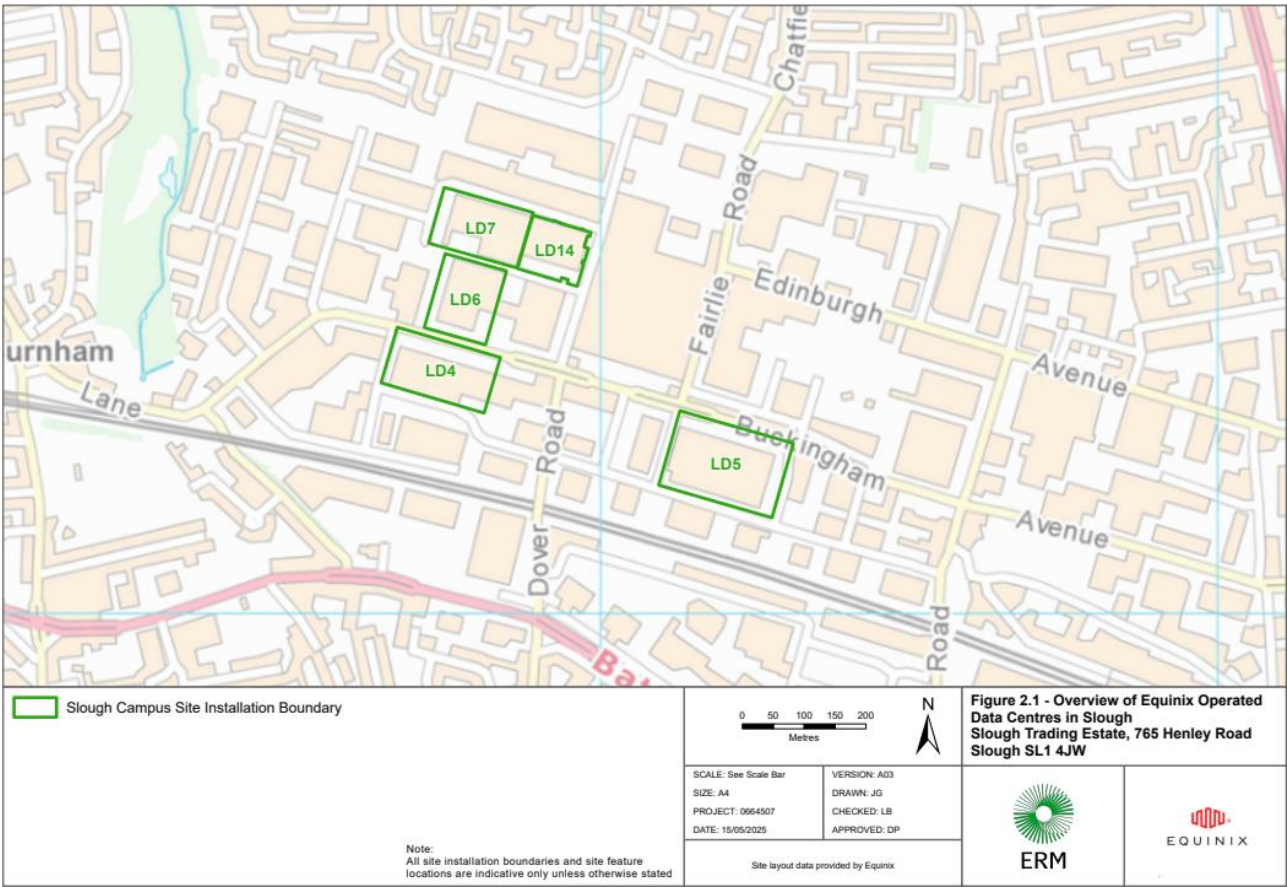 Chatfie
Road
Fairlie
Edinburgh
Avenue
LD7
LD14
LD6
LD4
urnham
Lane
Dover Road
LD5
Buckingham
Avenue
Road
Bat
Slough Campus Site Installation Boundary
Note:
All site installation boundaries and site feature
locations are indicative only unless otherwise stated
0 50 100 150 200
Metres
N
SCALE: See Scale Bar
SIZE: A4
PROJECT: 0664507
DATE: 15/05/2025
VERSION: A03
DRAWN: JG
CHECKED: LB
APPROVED: DP
Site layout data provided by Equinix
Figure 2.1 - Overview of Equinix Operated
Data Centres in Slough
Slough Trading Estate, 765 Henley Road
Slough SL1 4JW
ERM
EQUINIX